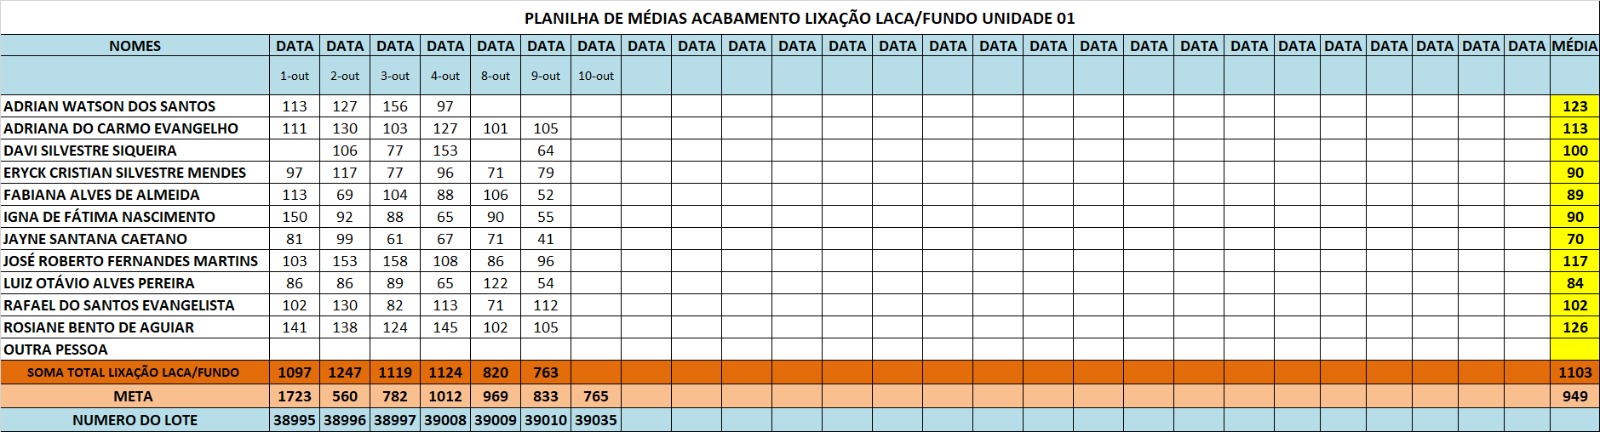 PLANILHA DE MÉDIAS ACABAMENTO LIXAÇÃO LACA/FUNDO UNIDADE 01
NOMES DATA DATA DATA DATA DATA DATA DATA DATA DATA DATA DATA DATA DATA DATA DATA DATA DATA DATA DATA DATA DATA DATA DATA DATA DATA DATA MÉDIA
1-out 2-out 3-out 4-out 8-out 9-out 10-out
ADRIAN WATSON DOS SANTOS 113 127 156 97 123
ADRIANA DO CARMO EVANGELHO 111 130 103 127 101 105 113
DAVI SILVESTRE SIQUEIRA 106 77 153 64 100
ERYCK CRISTIAN SILVESTRE MENDES 97 117 77 96 71 79 90
FABIANA ALVES DE ALMEIDA 113 69 104 88 106 52 89
IGNA DE FÁTIMA NASCIMENTO 150 92 88 65 90 55 90
JAYNE SANTANA CAETANO 81 99 61 67 71 41 70
JOSÉ ROBERTO FERNANDES MARTINS 103 153 158 108 86 96 117
LUIZ OTÁVIO ALVES PEREIRA 86 86 89 65 122 54 84
RAFAEL DO SANTOS EVANGELISTA 102 130 82 113 71 112 102
ROSIANE BENTO DE AGUIAR 141 138 124 145 102 105 126
OUTRA PESSOA
SOMA TOTAL LIXAÇÃO LACA/FUNDO 1097 1247 1119 1124 820 763 1103
META 1723 560 782 1012 969 833 765 949
NUMERO DO LOTE 38995 38996 38997 39008 39009 39010 39035